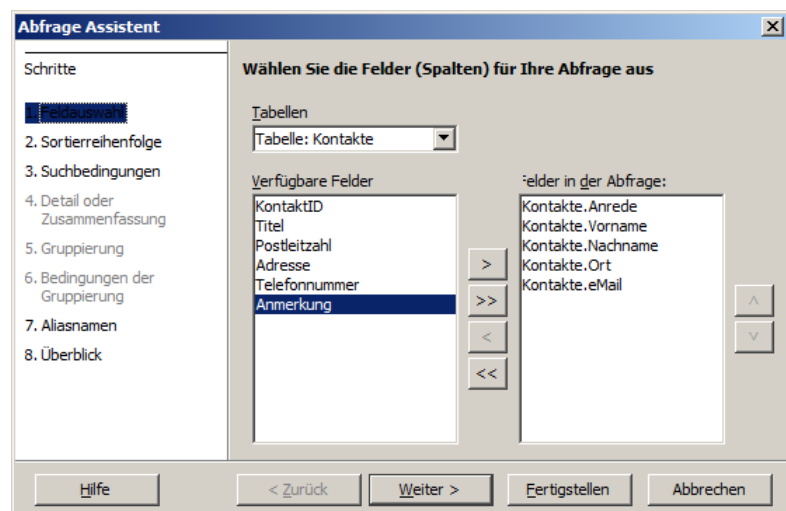 Abfrage Assistent
Schritte
1. Feldauswahl
2. Sortierreihenfolge
3. Suchbedingungen
4. Detail oder
Zusammenfassung
5. Gruppierung
6. Bedingungen der
Gruppierung
7. Aliasnamen
8. Überblick
Wählen Sie die Felder (Spalten) für Ihre Abfrage aus
Tabellen
Tabelle: Kontakte
Verfügbare Felder
KontaktID
Titel
Postleitzahl
Adresse
Telefonnummer
Anmerkung
>
>>
<
<<
Felder in der Abfrage:
Kontakte.Anrede
Kontakte.Vorname
Kontakte.Nachname
Kontakte.Ort
Kontakte.eMail
Hilfe
< Zurück
Weiter >
Fertigstellen
Abbrechen